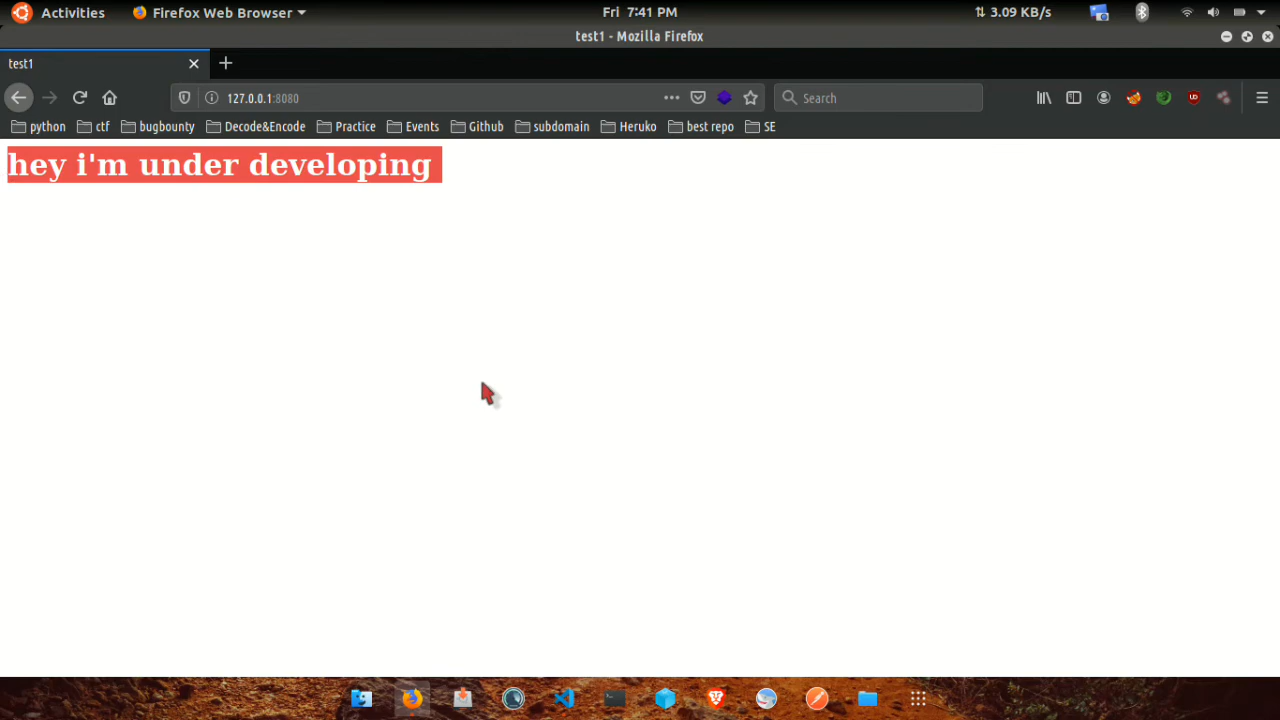 Activities Firefox Web Browser Fri 7:41 PM 3.09 KB/s
test1 - Mozilla Firefox
test1
127.0.0.1:8080 Search
python ctf bugbounty Decode&Encode Practice Events Github subdomain Heruko best repo SE
hey i'm under developing